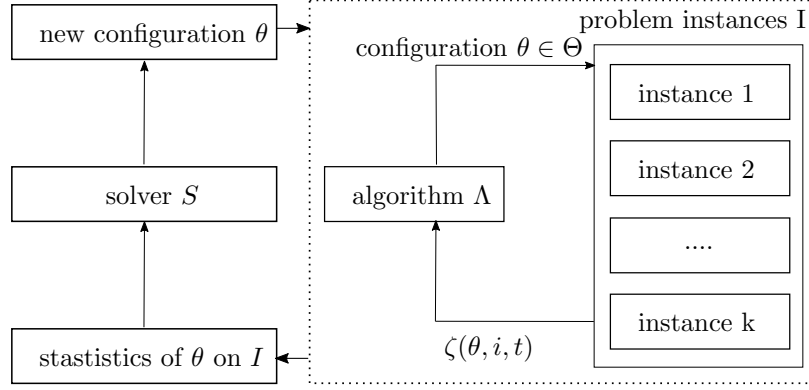 new configuration θ
solver S
stastistics of θ on I
problem instances I
configuration θ ∈ Θ
algorithm Λ
ζ(θ, i, t)
instance 1
instance 2
....
instance k